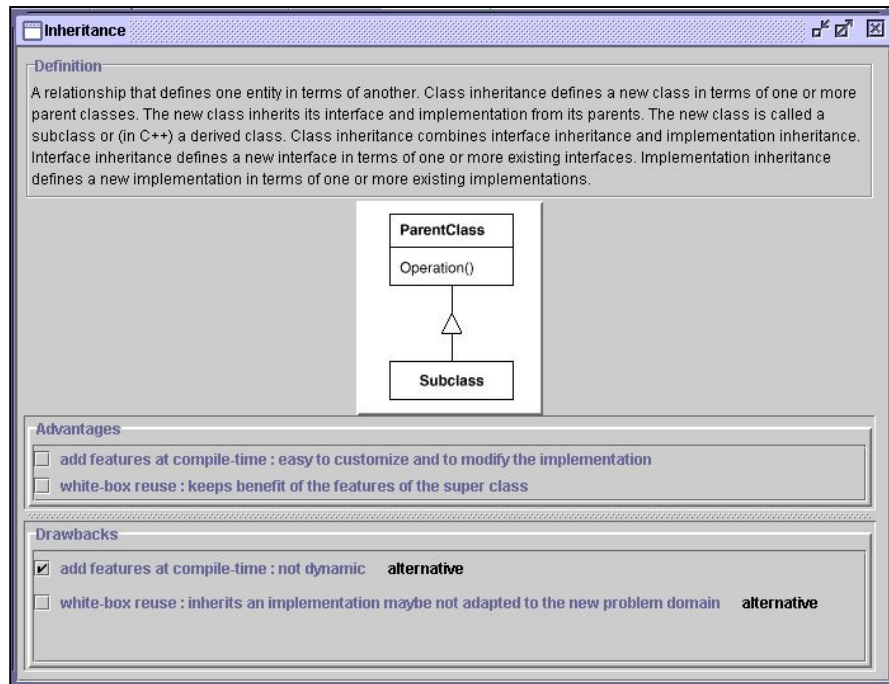 Inheritance
Definition
A relationship that defines one entity in terms of another. Class inheritance defines a new class in terms of one or more
parent classes. The new class inherits its interface and implementation from its parents. The new class is called a
subclass or (in C++) a derived class. Class inheritance combines interface inheritance and implementation inheritance.
Interface inheritance defines a new interface in terms of one or more existing interfaces. Implementation inheritance
defines a new implementation in terms of one or more existing implementations.
ParentClass
Operation()
Subclass
Advantages
add features at compile-time : easy to customize and to modify the implementation
white-box reuse : keeps benefit of the features of the super class
Drawbacks
add features at compile-time : not dynamic alternative
white-box reuse : inherits an implementation maybe not adapted to the new problem domain alternative